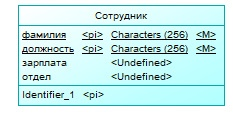 Сотрудник
фамилия <pi> Characters (256) <M>
должность <pi> Characters (256) <M>
зарплата <Undefined>
отдел <Undefined>
Identifier_1 <pi>